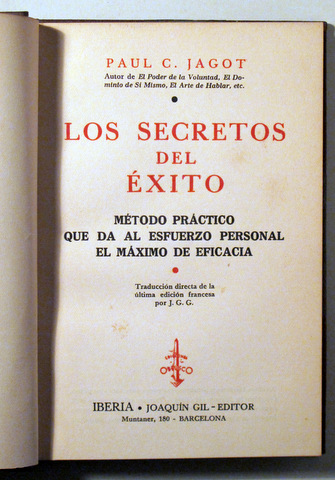 PAUL C. JAGOT
Autor de El Poder de la Voluntad, El Do-
minio de Sí Mismo, El Arte de Hablar, etc.
LOS SECRETOS
DEL
ÉXITO
MÉTODO PRÁCTICO
QUE DA AL ESFUERZO PERSONAL
EL MÁXIMO DE EFICACIA
Traducción directa de la
última edición francesa
por J. G. G.
IBERIA • JOAQUÍN GIL - EDITOR
Muntaner, 180 - BARCELONA